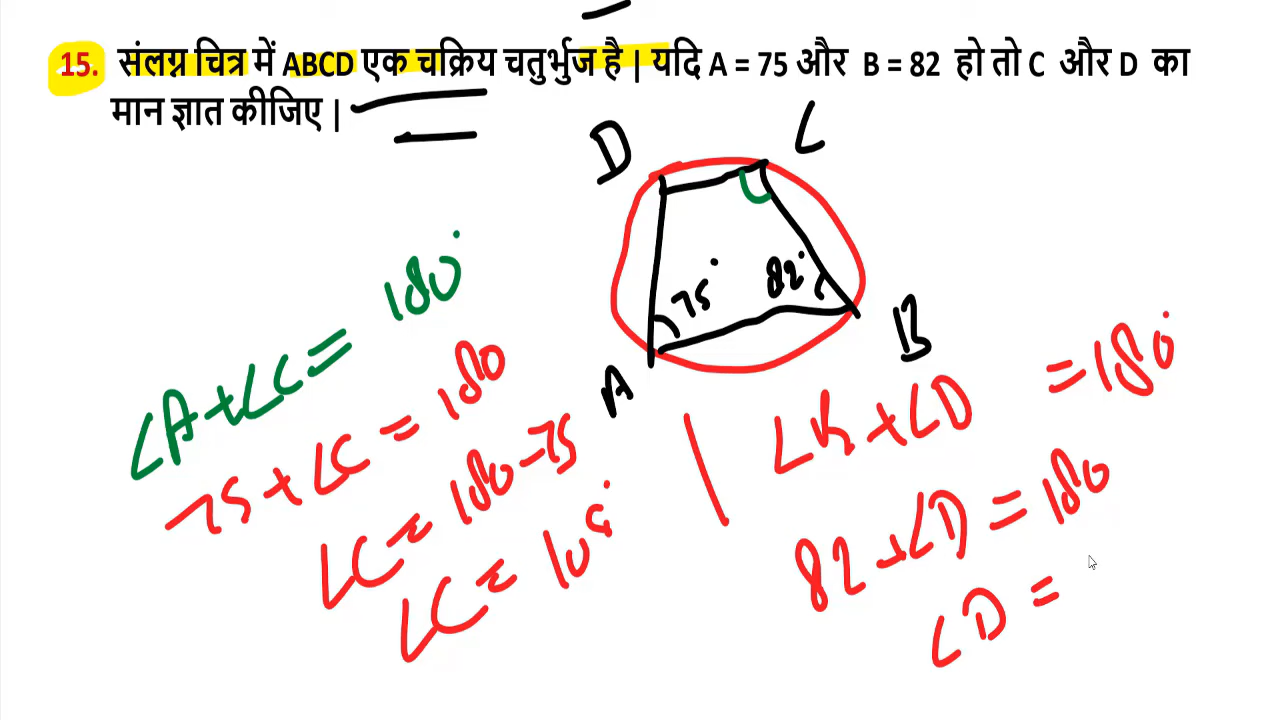 15. संलग्न चित्र में ABCD एक चक्रिय चतुर्भुज है | यदि A = 75 और B = 82 हो तो C और D का
मान ज्ञात कीजिए |
D
C
75°
82°
A
B
∠A+∠C = 180°
75+∠C = 180
∠C = 180-75
∠C = 105°
∠B+∠D = 180°
82+∠D = 180
∠D =